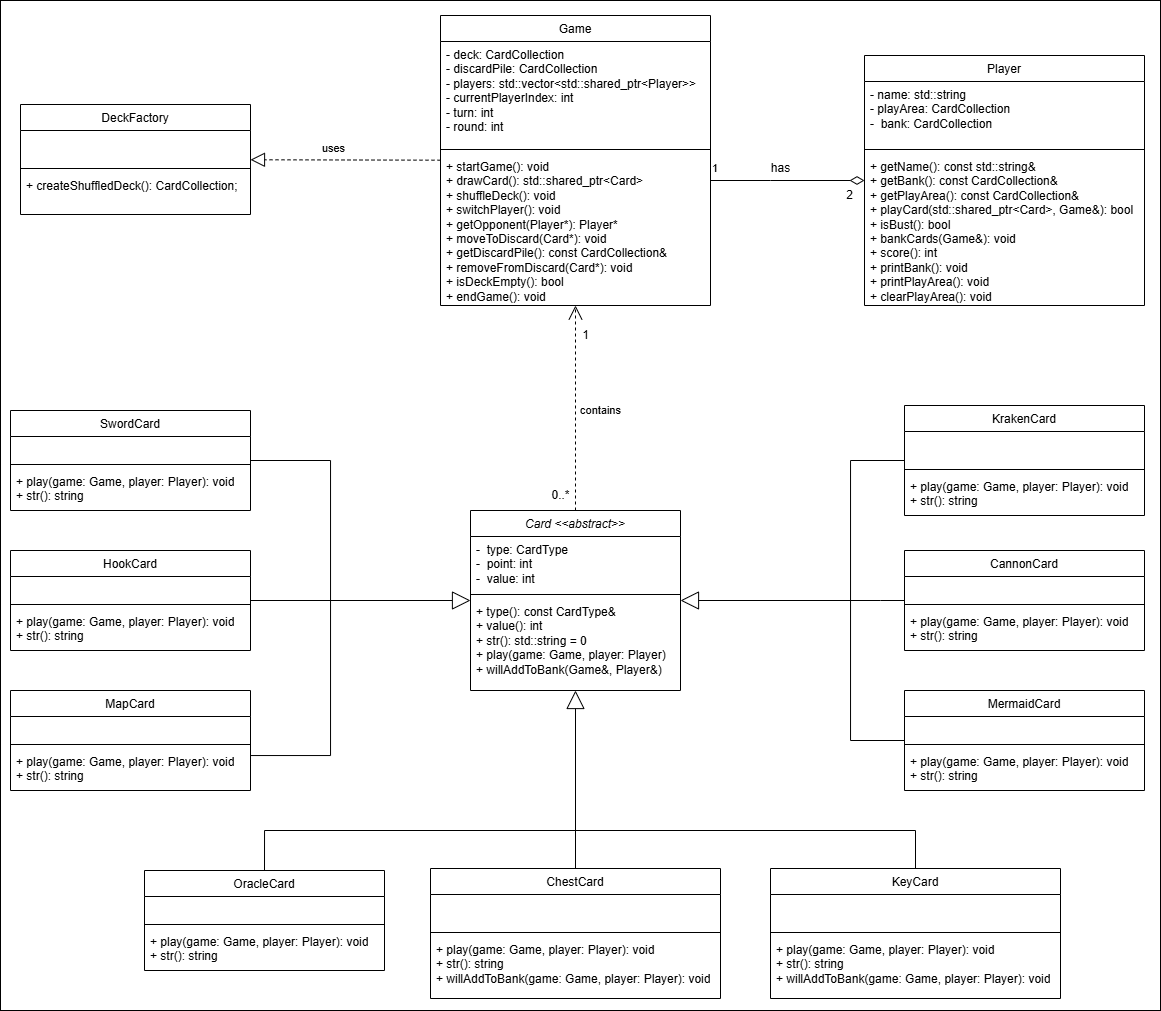 Game
- deck: CardCollection
- discardPile: CardCollection
- players: std::vector<std::shared_ptr<Player>>
- currentPlayerIndex: int
- turn: int
- round: int
+ startGame(): void
+ drawCard(): std::shared_ptr<Card>
+ shuffleDeck(): void
+ switchPlayer(): void
+ getOpponent(Player*): Player*
+ moveToDiscard(Card*): void
+ getDiscardPile(): const CardCollection&
+ removeFromDiscard(Card*): void
+ isDeckEmpty(): bool
+ endGame(): void
Player
- name: std::string
- playArea: CardCollection
- bank: CardCollection
+ getName(): const std::string&
+ getBank(): const CardCollection&
+ getPlayArea(): const CardCollection&
+ playCard(std::shared_ptr<Card>, Game&): bool
+ isBust(): bool
+ bankCards(Game&): void
+ score(): int
+ printBank(): void
+ printPlayArea(): void
+ clearPlayArea(): void
DeckFactory
+ createShuffledDeck(): CardCollection;
uses
1
has
2
1
contains
0..*
SwordCard
+ play(game: Game, player: Player): void
+ str(): string
KrakenCard
+ play(game: Game, player: Player): void
+ str(): string
Card <<abstract>>
- type: CardType
- point: int
- value: int
+ type(): const CardType&
+ value(): int
+ str(): std::string = 0
+ play(game: Game, player: Player)
+ willAddToBank(Game&, Player&)
HookCard
+ play(game: Game, player: Player): void
+ str(): string
CannonCard
+ play(game: Game, player: Player): void
+ str(): string
MapCard
+ play(game: Game, player: Player): void
+ str(): string
MermaidCard
+ play(game: Game, player: Player): void
+ str(): string
OracleCard
+ play(game: Game, player: Player): void
+ str(): string
ChestCard
+ play(game: Game, player: Player): void
+ str(): string
+ willAddToBank(game: Game, player: Player): void
KeyCard
+ play(game: Game, player: Player): void
+ str(): string
+ willAddToBank(game: Game, player: Player): void